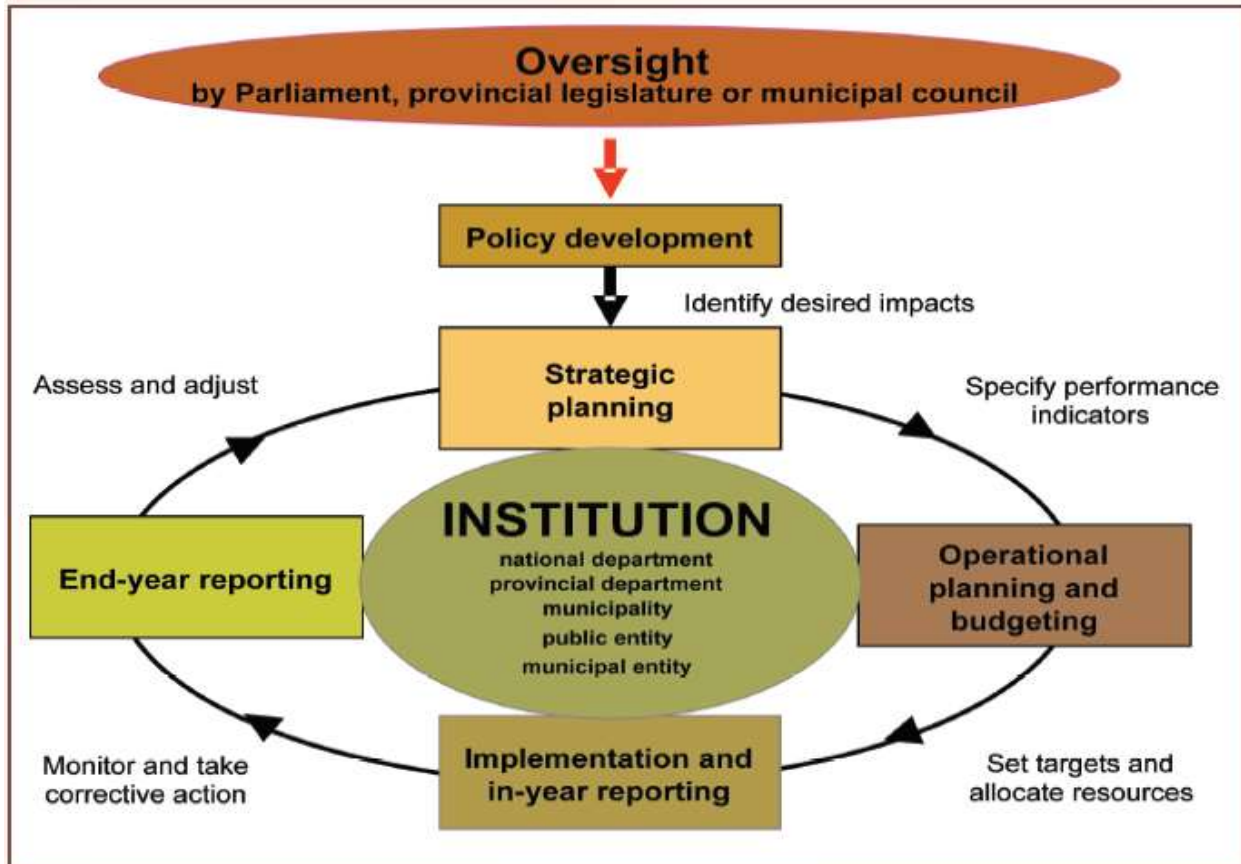 Oversight
by Parliament, provincial legislature or municipal council
Policy development
Identify desired impacts
Strategic
planning
Assess and adjust
Specify performance
indicators
INSTITUTION
national department
provincial department
municipality
public entity
municipal entity
End-year reporting
Operational
planning and
budgeting
Implementation and
in-year reporting
Monitor and take
corrective action
Set targets and
allocate resources